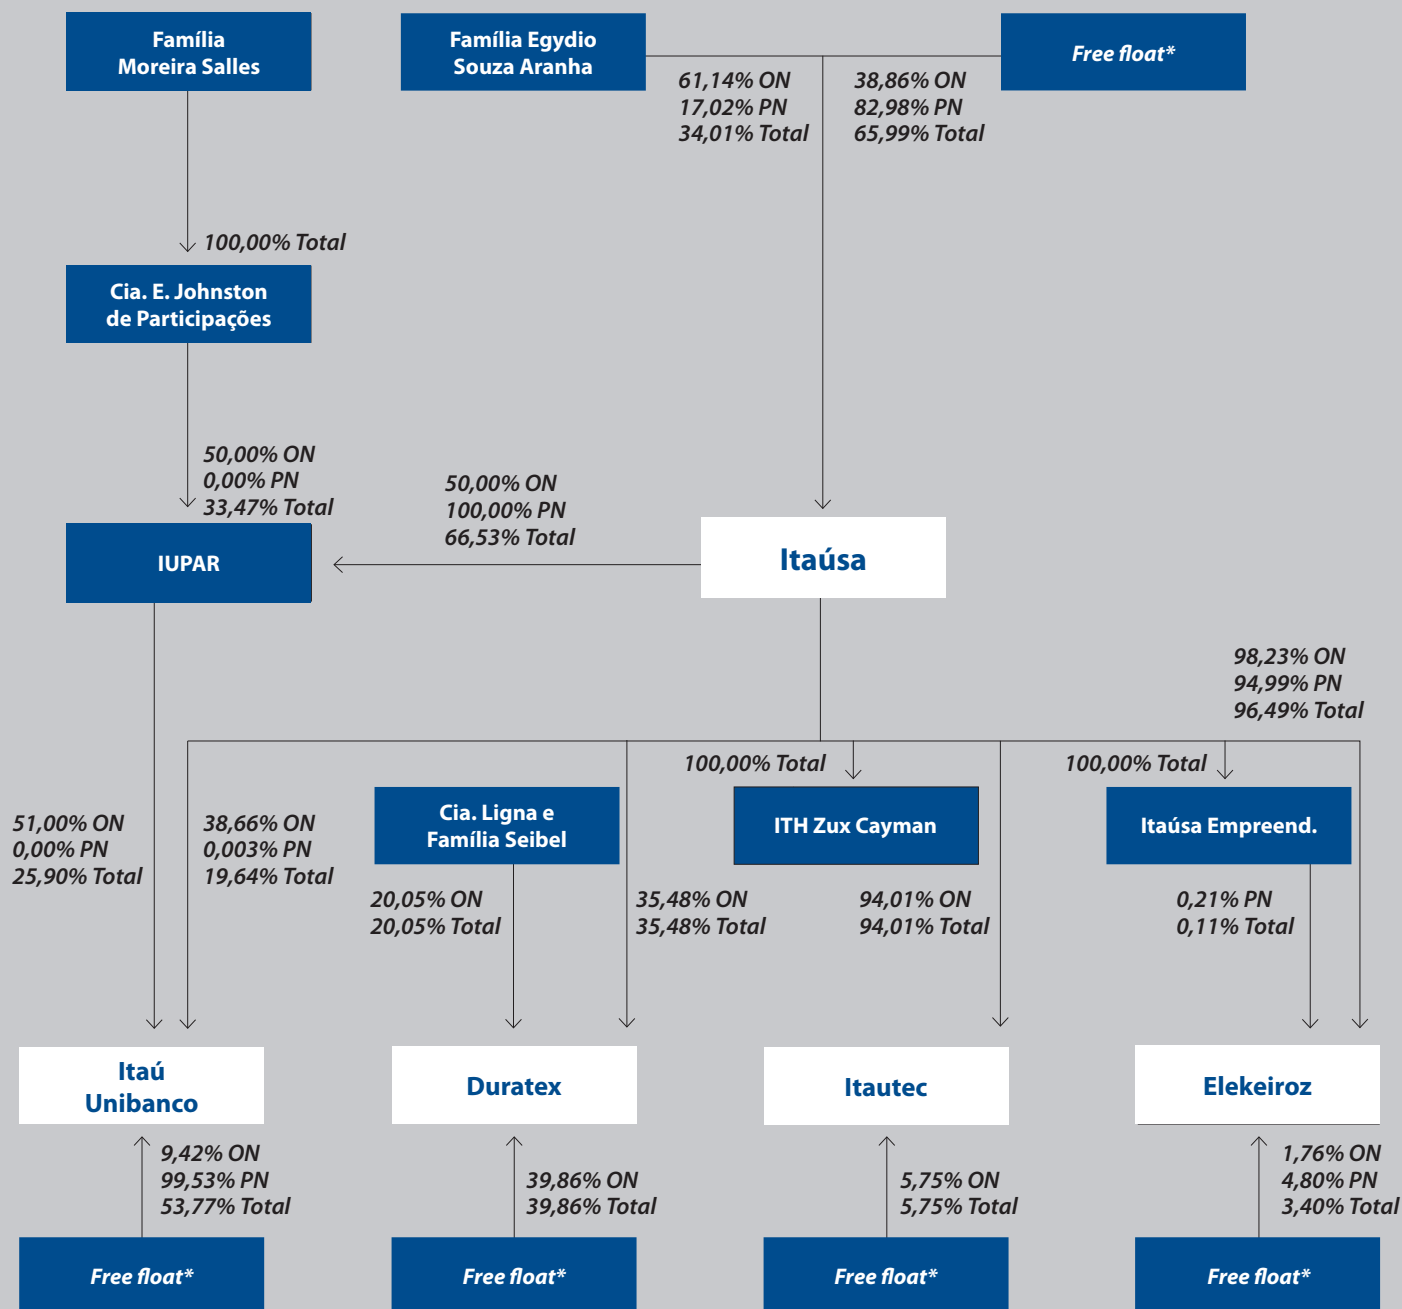 Família
Moreira Salles
Família Egydio
Souza Aranha
Free float*
61,14% ON
17,02% PN
34,01% Total
38,86% ON
82,98% PN
65,99% Total
100,00% Total
Cia. E. Johnston
de Participações
50,00% ON
0,00% PN
33,47% Total
50,00% ON
100,00% PN
66,53% Total
IUPAR
Itaúsa
98,23% ON
94,99% PN
96,49% Total
100,00% Total
100,00% Total
51,00% ON
0,00% PN
25,90% Total
38,66% ON
0,003% PN
19,64% Total
Cia. Ligna e
Família Seibel
ITH Zux Cayman
Itaúsa Empreend.
20,05% ON
20,05% Total
35,48% ON
35,48% Total
94,01% ON
94,01% Total
0,21% PN
0,11% Total
Itaú
Unibanco
Duratex
Itautec
Elekeiroz
9,42% ON
99,53% PN
53,77% Total
39,86% ON
39,86% Total
5,75% ON
5,75% Total
1,76% ON
4,80% PN
3,40% Total
Free float*
Free float*
Free float*
Free float*